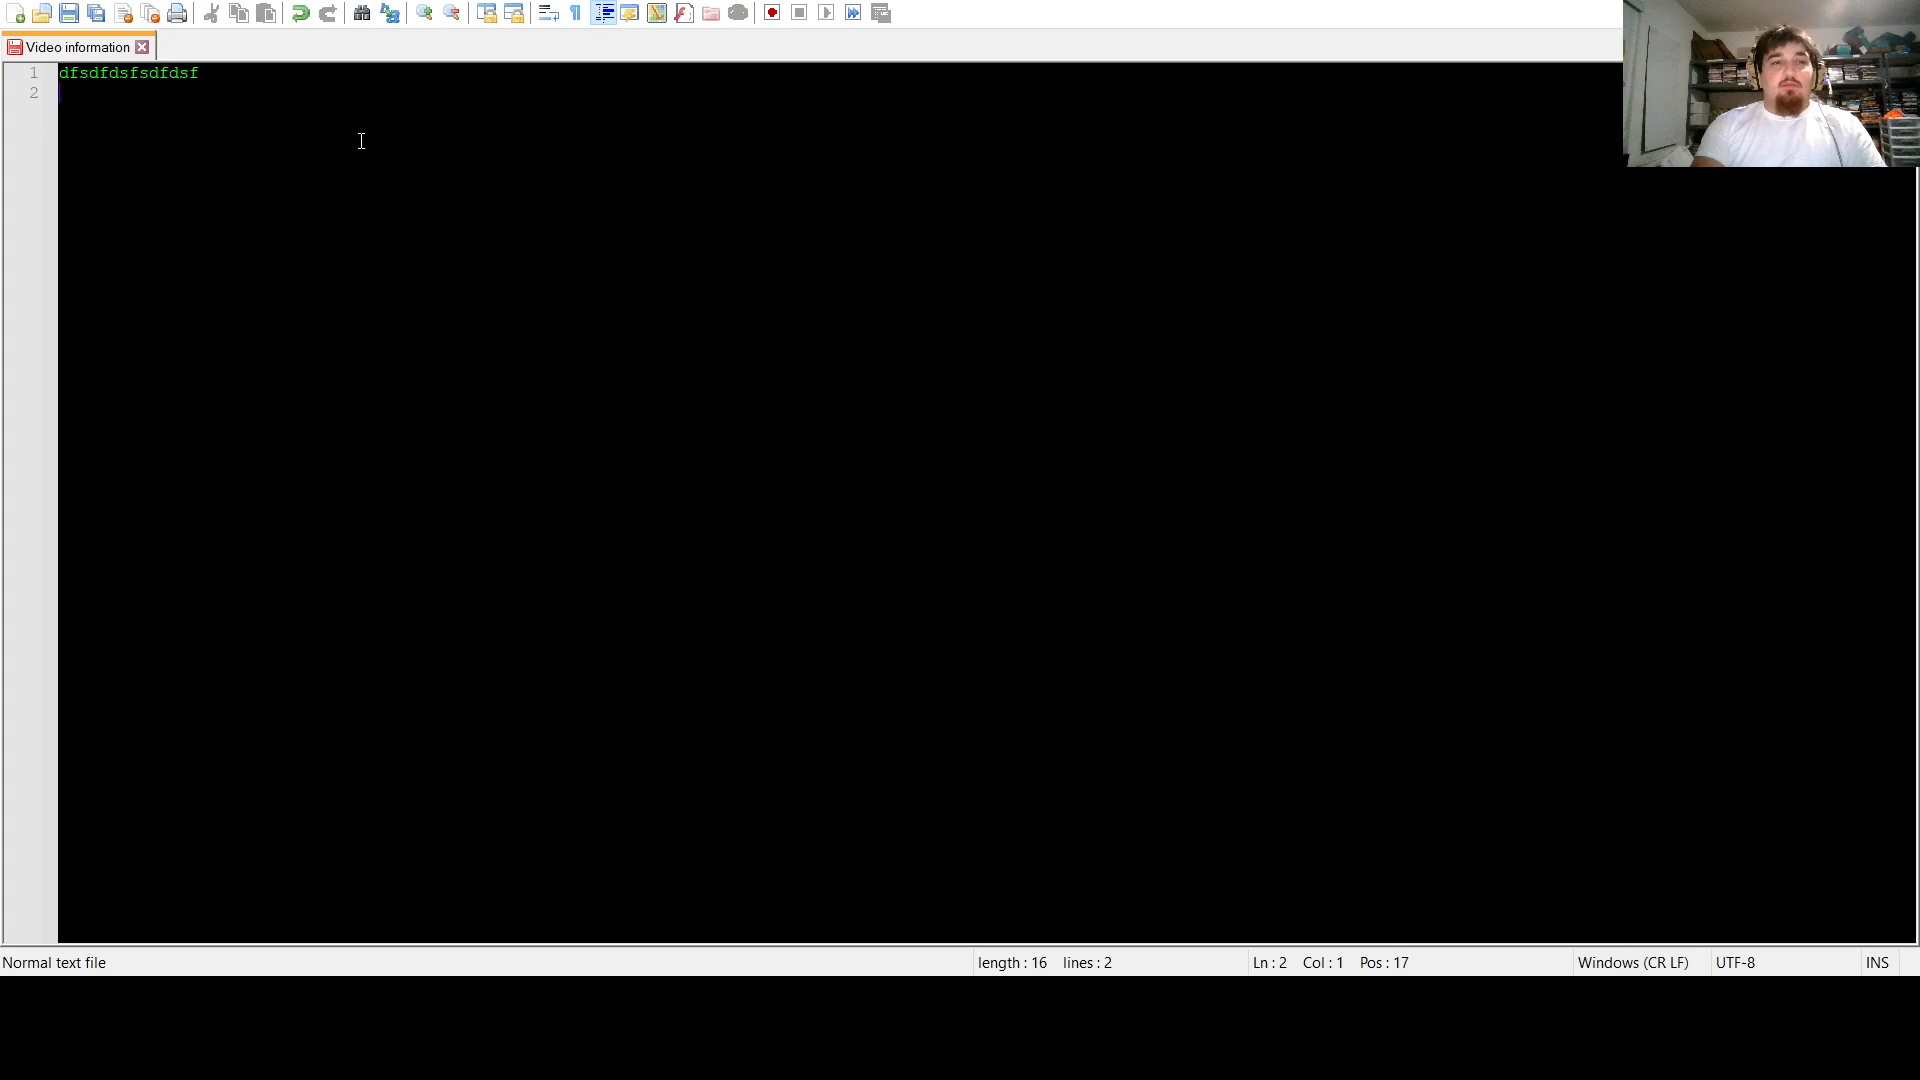 Video information
1 dfsdfdsfsdfdsf
2
Normal text file length : 16 lines : 2 Ln : 2 Col : 1 Pos : 17 Windows (CR LF) UTF-8 INS